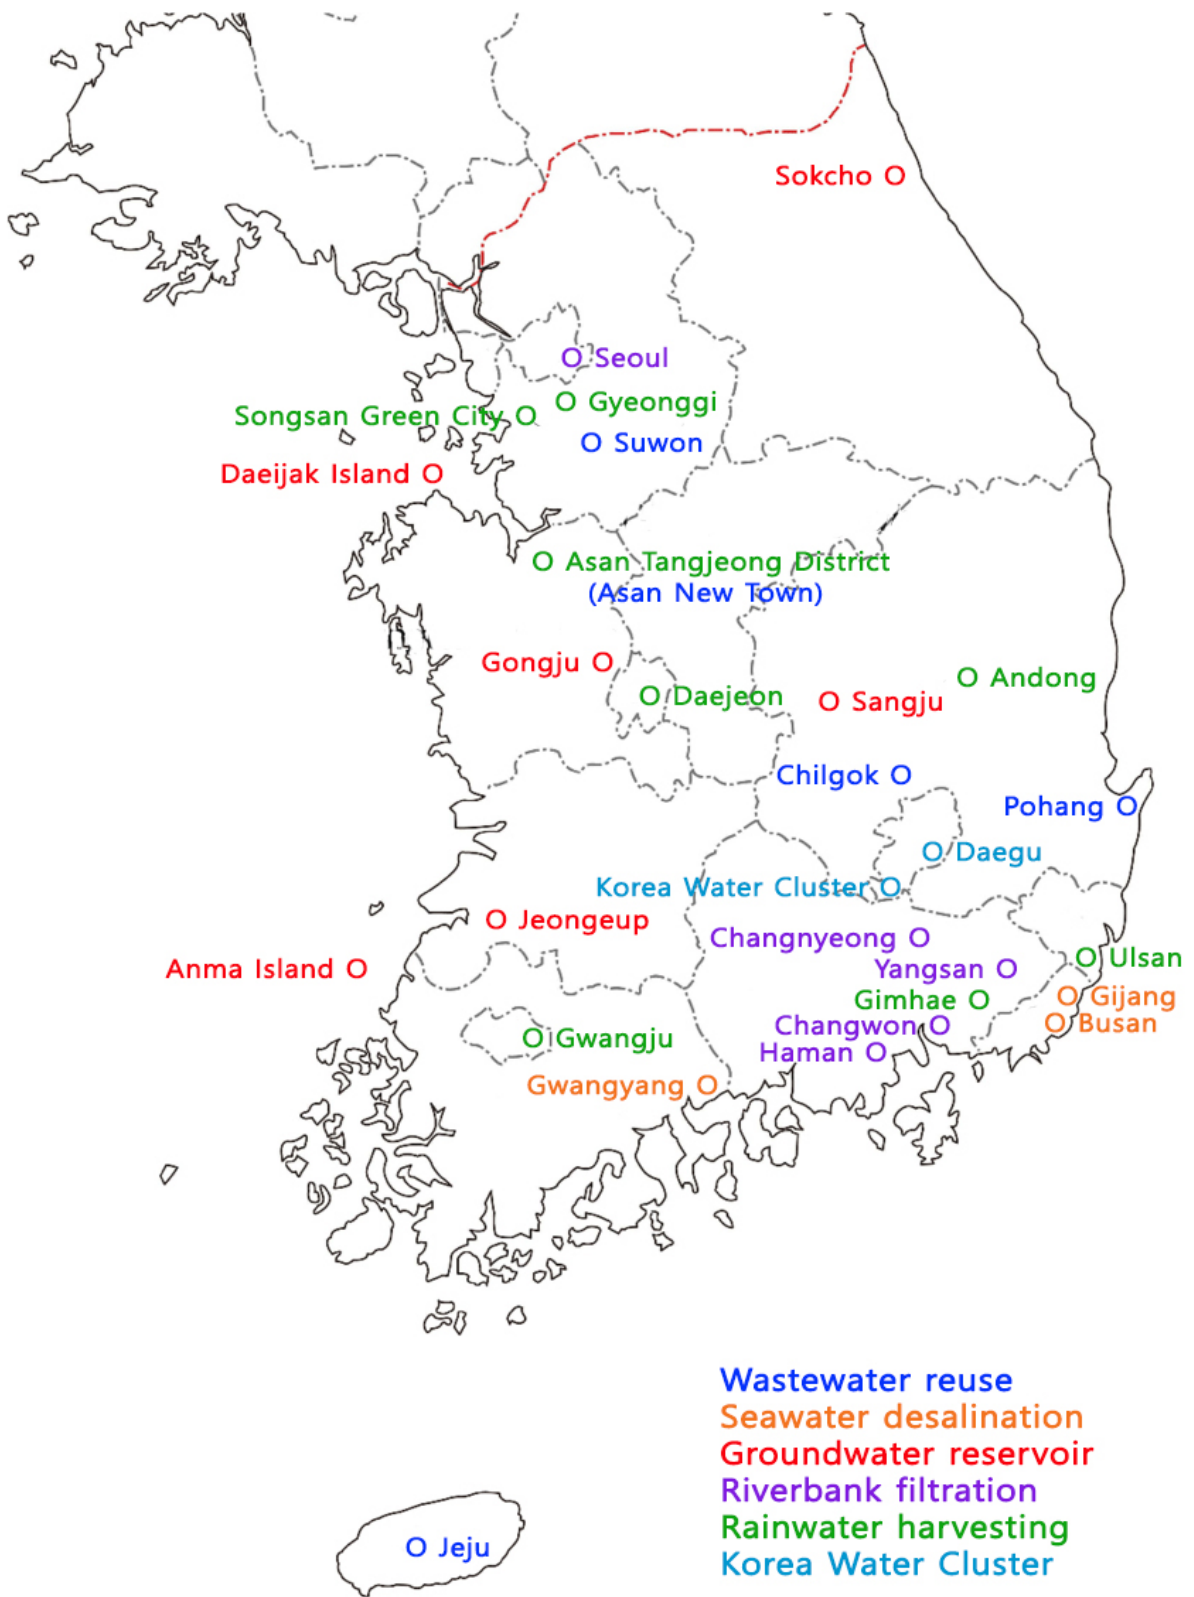 Sokcho O
O Seoul
O Gyeonggi
Songsan Green City O
O Suwon
Daeijak Island O
O Asan Tangjeong District
(Asan New Town)
Gongju O
O Andong
O Daejeon
O Sangju
Chilgok O
Pohang O
O Daegu
Korea Water Cluster O
O Jeongeup
Changnyeong O
O Ulsan
Anma Island O
Yangsan O
O Gijang
Gimhae O
O Busan
Changwon O
O Gwangju
Haman O
Gwangyang O
Wastewater reuse
Seawater desalination
Groundwater reservoir
Riverbank filtration
Rainwater harvesting
Korea Water Cluster
O Jeju